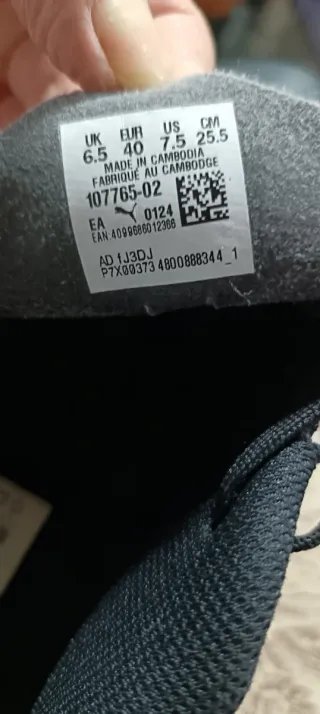 UK EUR US CM
6.5 40 7.5 25.5
MADE IN CAMBODIA
FABRIQUÉ AU CAMBODGE
107765-02
EA 0124
EAN:4099686012366
AD 1J3DJ
P7X00373 4800888344_1